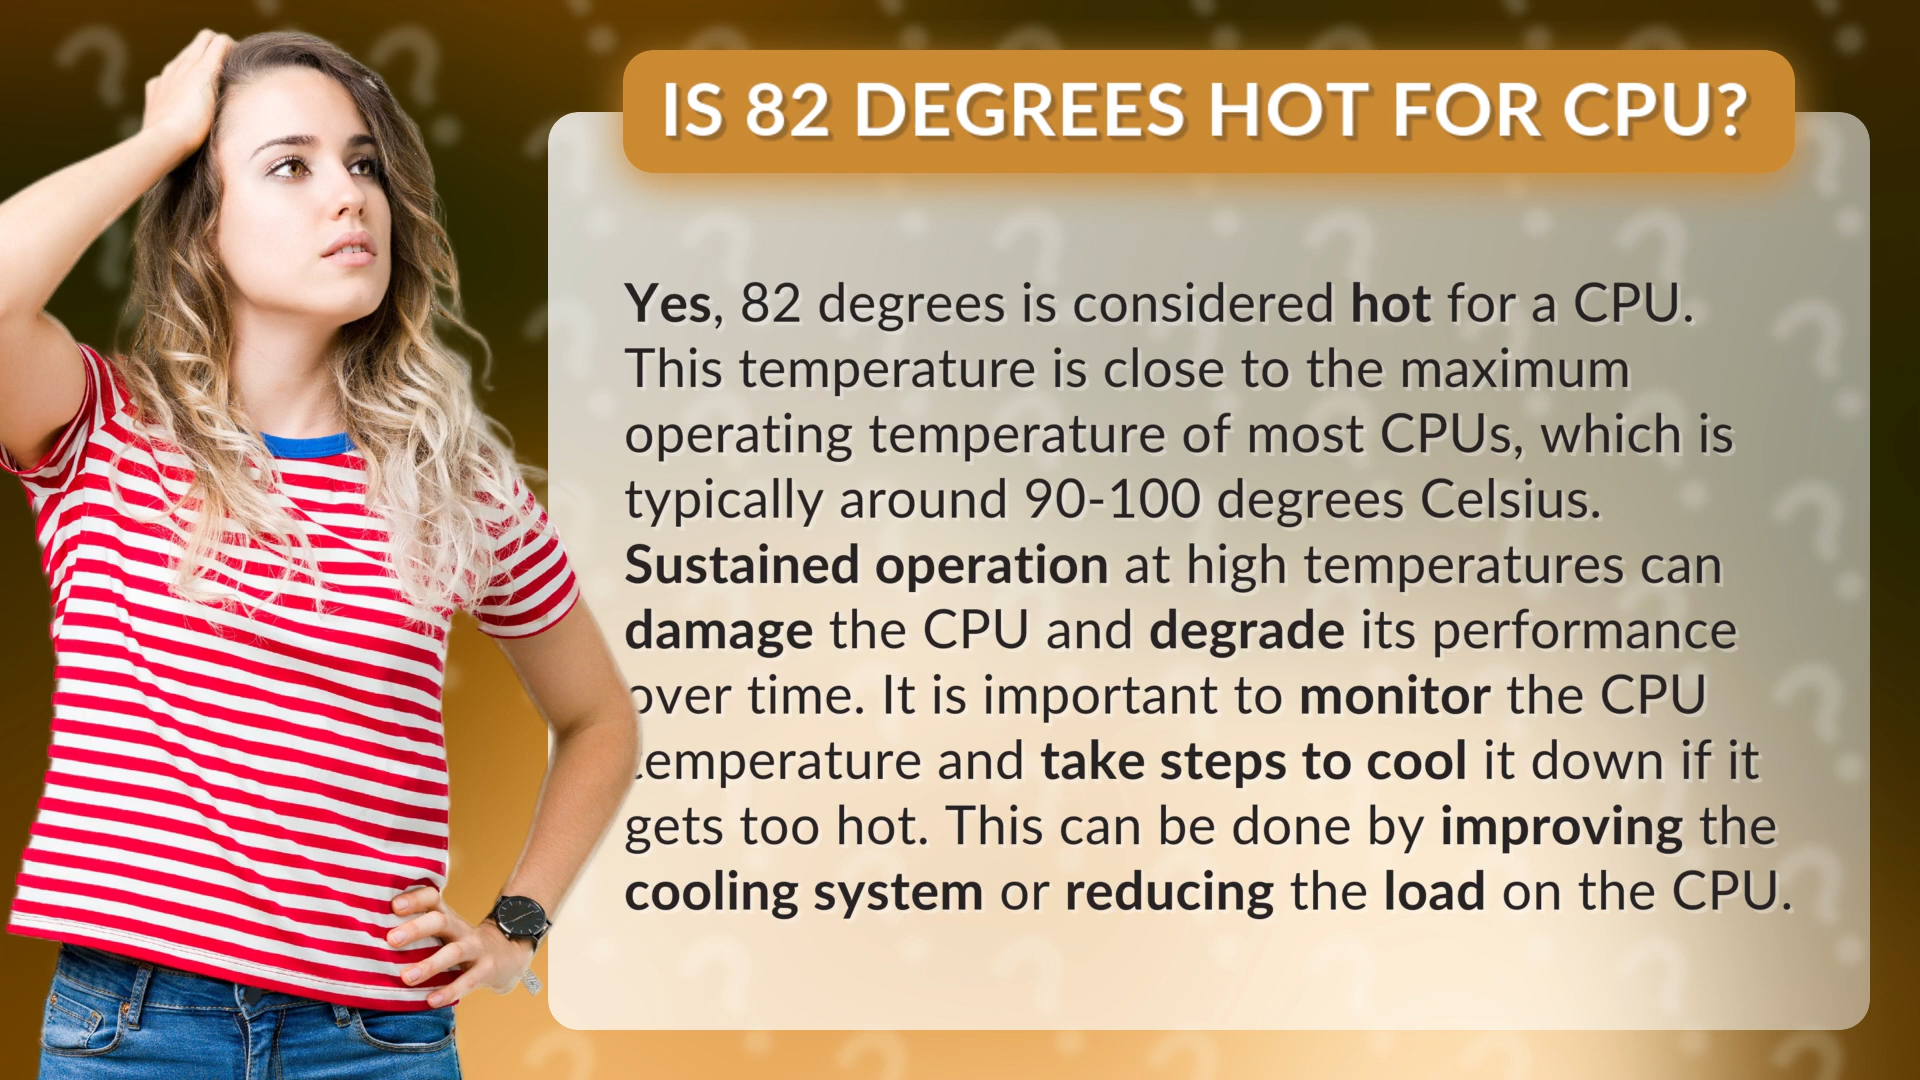 IS 82 DEGREES HOT FOR CPU?
Yes, 82 degrees is considered hot for a CPU.
This temperature is close to the maximum
operating temperature of most CPUs, which is
typically around 90-100 degrees Celsius.
Sustained operation at high temperatures can
damage the CPU and degrade its performance
over time. It is important to monitor the CPU
temperature and take steps to cool it down if it
gets too hot. This can be done by improving the
cooling system or reducing the load on the CPU.